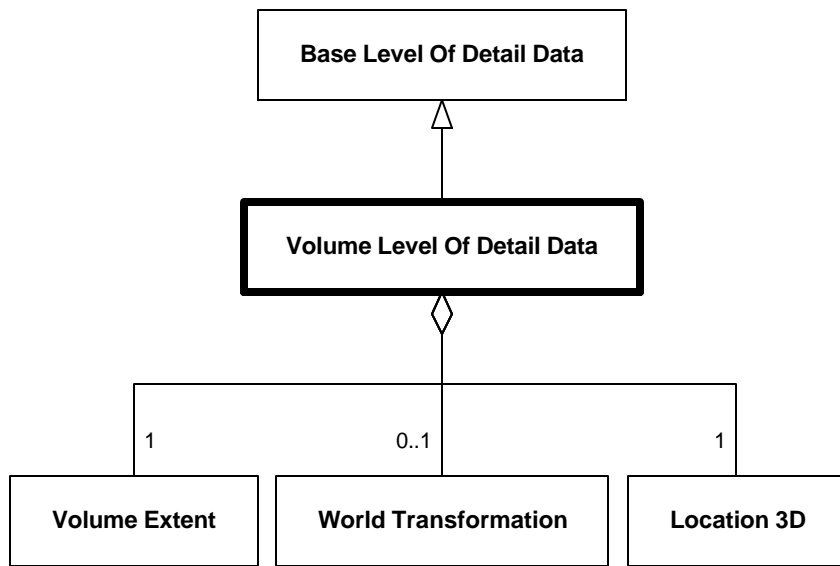 Base Level Of Detail Data
Volume Level Of Detail Data
1
0..1
1
Volume Extent
World Transformation
Location 3D